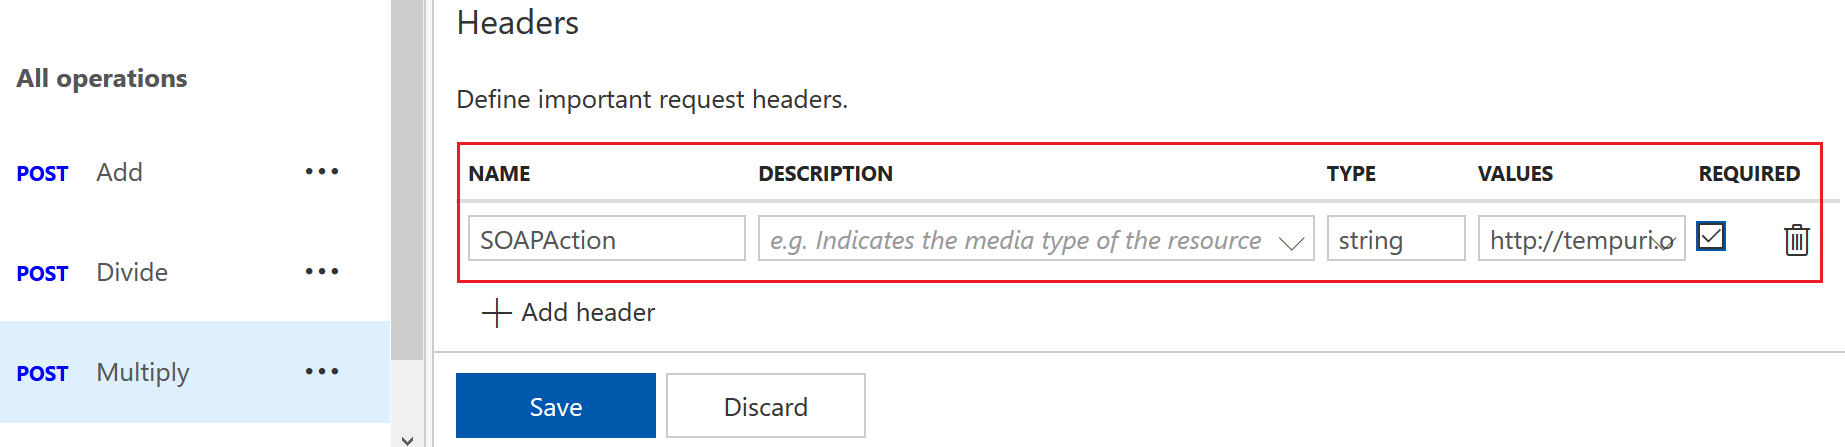 All operations
POST Add •••
POST Divide •••
POST Multiply •••
Headers
Define important request headers.
NAME DESCRIPTION TYPE VALUES REQUIRED
SOAPAction e.g. Indicates the media type of the resource string http://tempuri.o
Add header
Save Discard